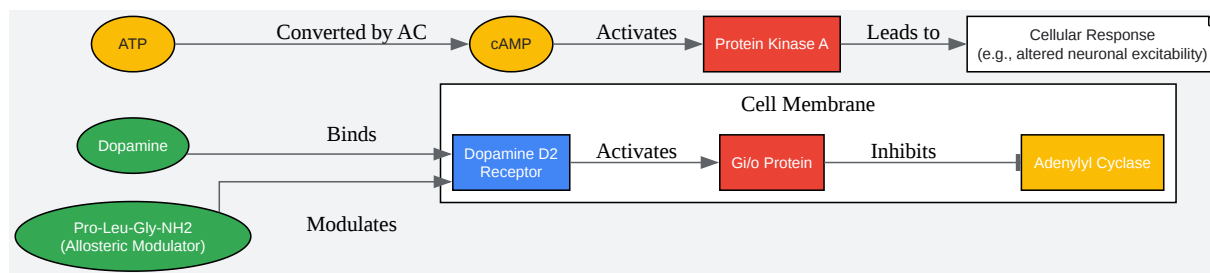 ATP
Converted by AC
cAMP
Activates
Protein Kinase A
Leads to
Cellular Response
(e.g., altered neuronal excitability)
Cell Membrane
Dopamine
Binds
Dopamine D2
Receptor
Activates
Gi/o Protein
Inhibits
Adenylyl Cyclase
Pro-Leu-Gly-NH2
(Allosteric Modulator)
Modulates